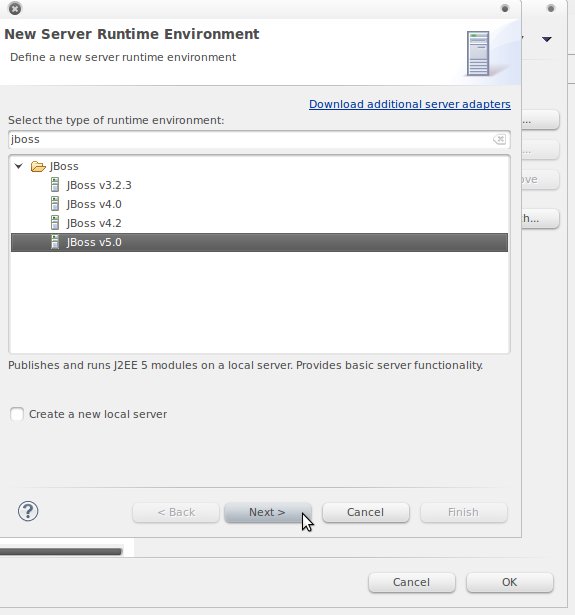 New Server Runtime Environment
Define a new server runtime environment
Download additional server adapters
Select the type of runtime environment:
jboss
JBoss
JBoss v3.2.3
JBoss v4.0
JBoss v4.2
JBoss v5.0
Publishes and runs J2EE 5 modules on a local server. Provides basic server functionality.
Create a new local server
?
< Back
Next >
Cancel
Finish
Cancel
OK